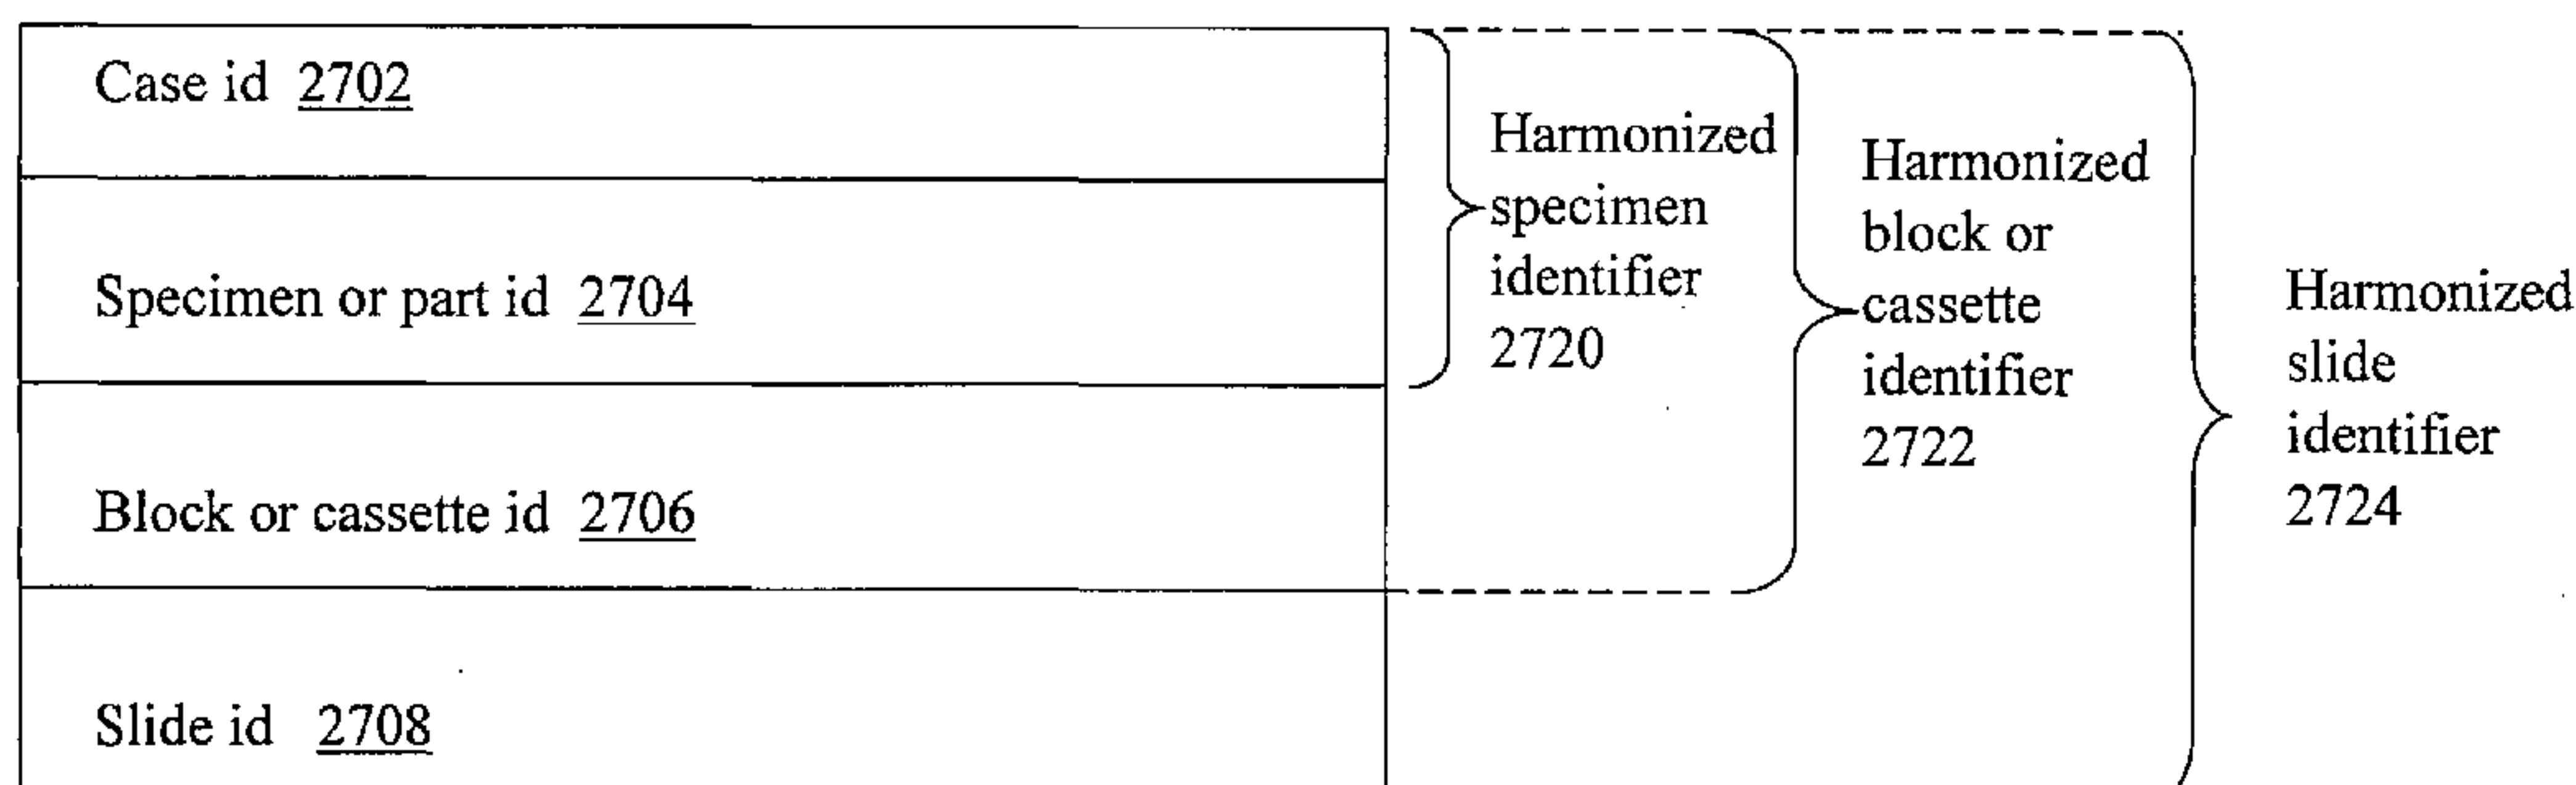 Case id 2702
Specimen or part id 2704
Block or cassette id 2706
Slide id 2708
Harmonized
specimen
identifier
2720
Harmonized
block or
cassette
identifier
2722
Harmonized
slide
identifier
2724